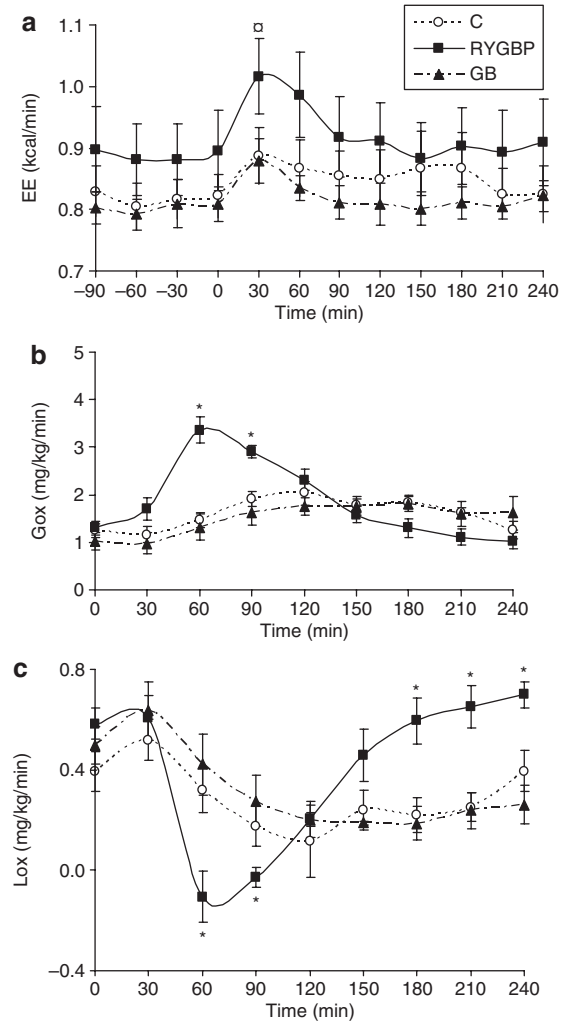 a
¤
C
RYGBP
GB
EE (kcal/min)
1.1
1.0
0.9
0.8
0.7
–90 –60 –30 0 30 60 90 120 150 180 210 240
Time (min)
b
Gox (mg/kg/min)
5
4
3
2
1
0
* *
0 30 60 90 120 150 180 210 240
Time (min)
c
Lox (mg/kg/min)
0.8
0.4
0.0
–0.4
* * * * *
0 30 60 90 120 150 180 210 240
Time (min)